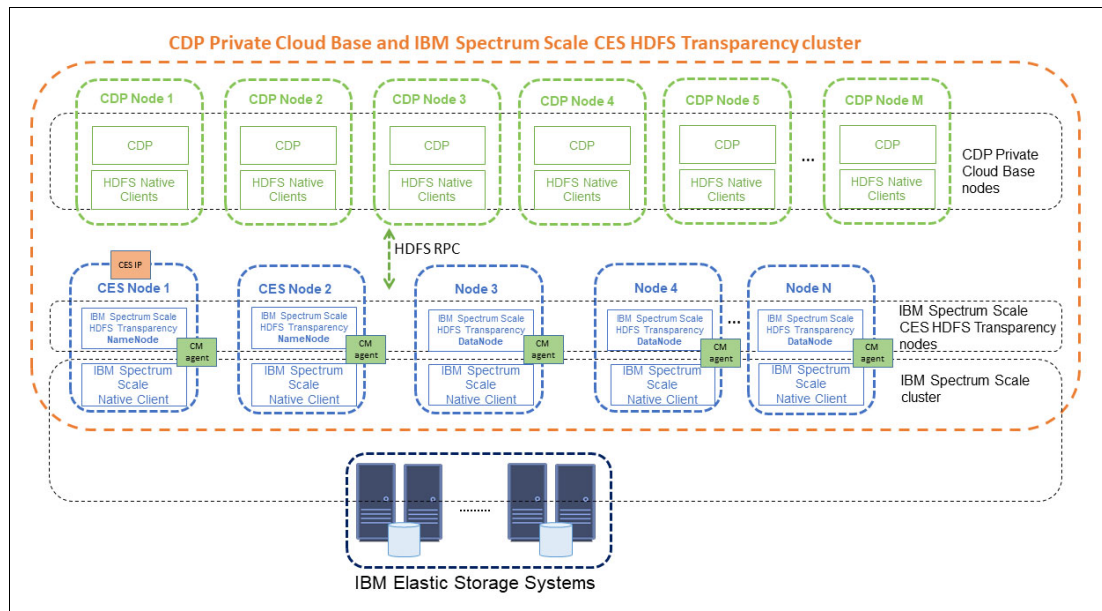 CDP Private Cloud Base and IBM Spectrum Scale CES HDFS Transparency cluster
CDP Node 1
CDP Node 2
CDP Node 3
CDP Node 4
CDP Node 5
CDP Node M
CDP
CDP
CDP
CDP
CDP
CDP
...
CDP Private
Cloud Base
nodes
HDFS Native
Clients
HDFS Native
Clients
HDFS Native
Clients
HDFS Native
Clients
HDFS Native
Clients
HDFS Native
Clients
HDFS RPC
CES IP
CES Node 1
CES Node 2
Node 3
Node 4
Node N
IBM Spectrum Scale
HDFS Transparency
NameNode
IBM Spectrum Scale
HDFS Transparency
NameNode
IBM Spectrum Scale
HDFS Transparency
DataNode
IBM Spectrum Scale
HDFS Transparency
DataNode
...
IBM Spectrum Scale
HDFS Transparency
DataNode
IBM Spectrum Scale
CES HDFS Transparency
nodes
CM
agent
CM
agent
CM
agent
CM
agent
CM
agent
IBM Spectrum
Scale
Native Client
IBM Spectrum
Scale
Native Client
IBM Spectrum
Scale
Native Client
IBM Spectrum
Scale
Native Client
IBM Spectrum
Scale
Native Client
IBM Spectrum Scale
cluster
.........
IBM Elastic Storage Systems